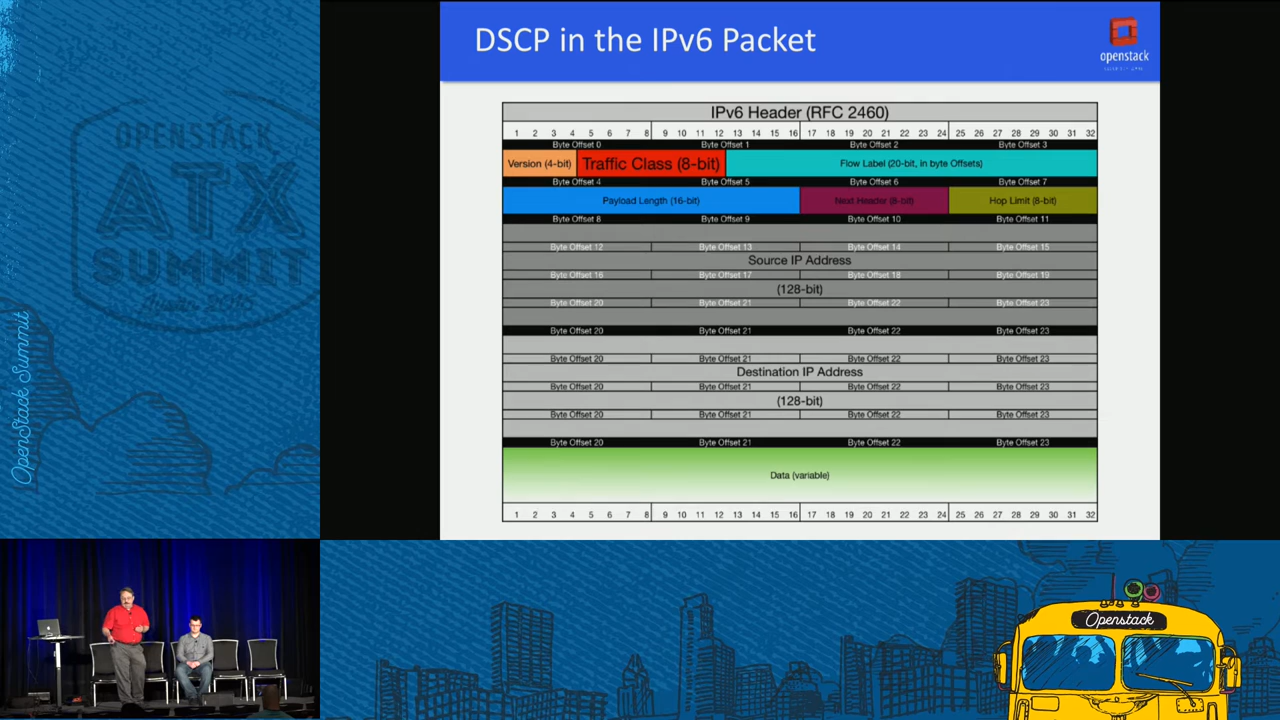 DSCP in the IPv6 Packet
openstack
IPv6 Header (RFC 2460)
1 2 3 4 5 6 7 8 9 10 11 12 13 14 15 16 17 18 19 20 21 22 23 24 25 26 27 28 29 30 31 32
Byte Offset 0 Byte Offset 1 Byte Offset 2 Byte Offset 3
Version (4-bit) Traffic Class (8-bit) Flow Label (20-bit, in byte Offsets)
Byte Offset 4 Byte Offset 5 Byte Offset 6 Byte Offset 7
Payload Length (16-bit) Next Header (8-bit) Hop Limit (8-bit)
Byte Offset 8 Byte Offset 9 Byte Offset 10 Byte Offset 11
Byte Offset 12 Byte Offset 13 Byte Offset 14 Byte Offset 15
Source IP Address
Byte Offset 16 Byte Offset 17 Byte Offset 18 Byte Offset 19
(128-bit)
Byte Offset 20 Byte Offset 21 Byte Offset 22 Byte Offset 23
Byte Offset 20 Byte Offset 21 Byte Offset 22 Byte Offset 23
Byte Offset 20 Byte Offset 21 Byte Offset 22 Byte Offset 23
Destination IP Address
Byte Offset 20 Byte Offset 21 Byte Offset 22 Byte Offset 23
(128-bit)
Byte Offset 20 Byte Offset 21 Byte Offset 22 Byte Offset 23
Byte Offset 20 Byte Offset 21 Byte Offset 22 Byte Offset 23
Data (variable)
1 2 3 4 5 6 7 8 9 10 11 12 13 14 15 16 17 18 19 20 21 22 23 24 25 26 27 28 29 30 31 32
OPENSTACK
ATX
SUMMIT
OpenStack Summit
Openstack